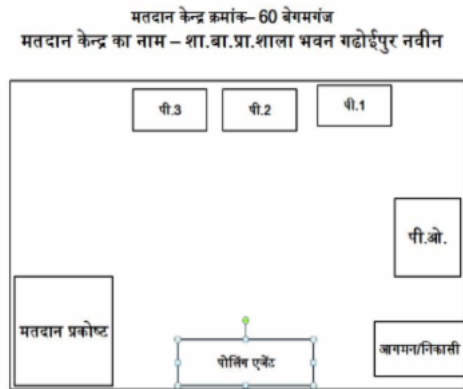 मतदान केन्द्र क्रमांक– 60 बेगमगंज
मतदान केन्द्र का नाम – शा.बा.प्रा.शाला भवन गढोईपुर नवीन
पी.3
पी.2
पी.1
पी.ओ.
मतदान प्रकोष्ट
पोलिंग एजेंट
आगमन/निकासी